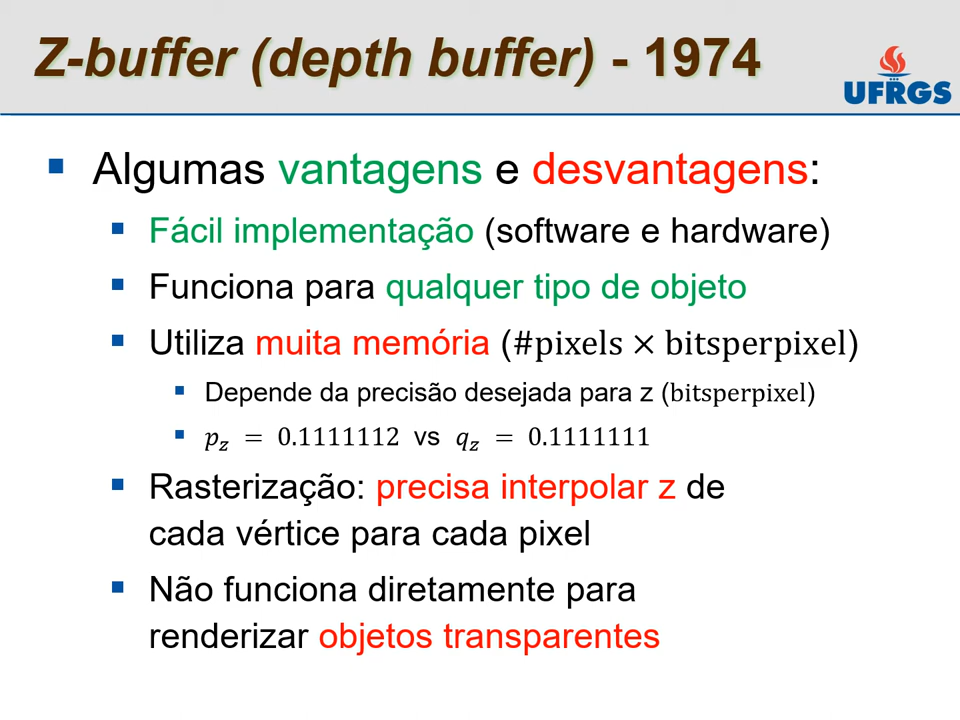 Z-buffer (depth buffer) - 1974
UFRGS
Algumas vantagens e desvantagens:
Fácil implementação (software e hardware)
Funciona para qualquer tipo de objeto
Utiliza muita memória (#pixels × bitsperpixel)
Depende da precisão desejada para z (bitsperpixel)
p_z = 0.1111112 vs q_z = 0.1111111
Rasterização: precisa interpolar z de
cada vértice para cada pixel
Não funciona diretamente para
renderizar objetos transparentes